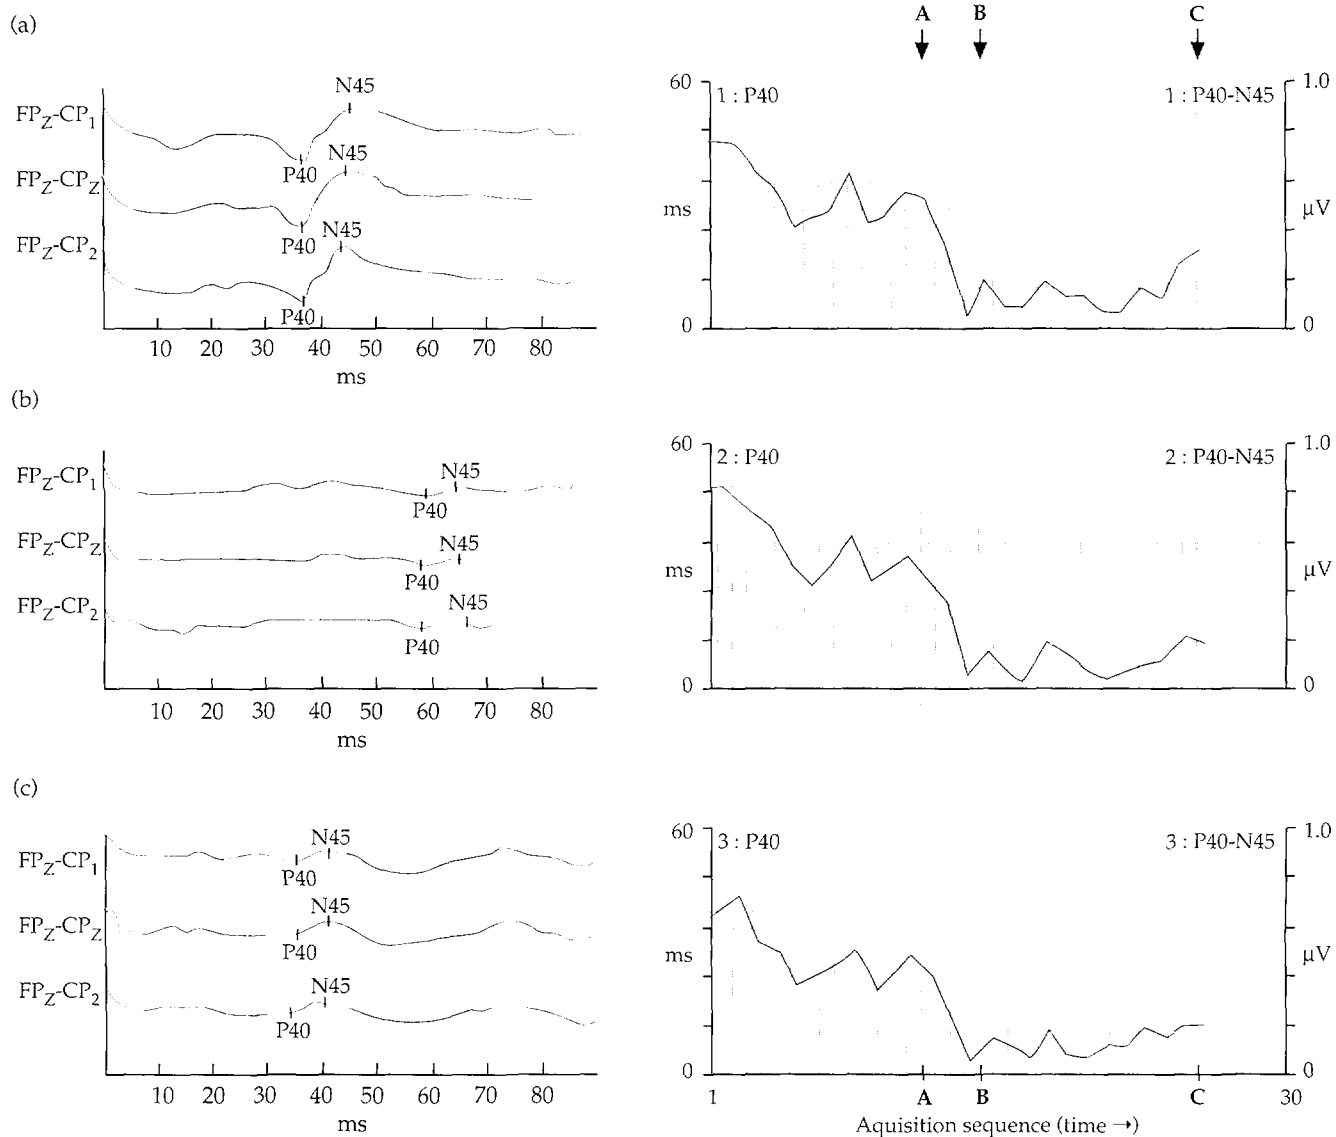 (a)
N45
FPZ-CP1
P40
N45
FPZ-CPZ
P40
N45
FPZ-CP2
P40
10 20 30 40 50 60 70 80
ms
A B C
60 1.0
1 : P40 1 : P40-N45
ms µV
0 0
(b)
N45
FPZ-CP1
P40
N45
FPZ-CPZ
P40
N45
FPZ-CP2
P40
10 20 30 40 50 60 70 80
ms
60 1.0
2 : P40 2 : P40-N45
ms µV
0 0
(c)
N45
FPZ-CP1
P40
N45
FPZ-CPZ
P40
N45
FPZ-CP2
P40
10 20 30 40 50 60 70 80
ms
60 1.0
3 : P40 3 : P40-N45
ms µV
0 0
1 A B C 30
Aquisition sequence (time →)